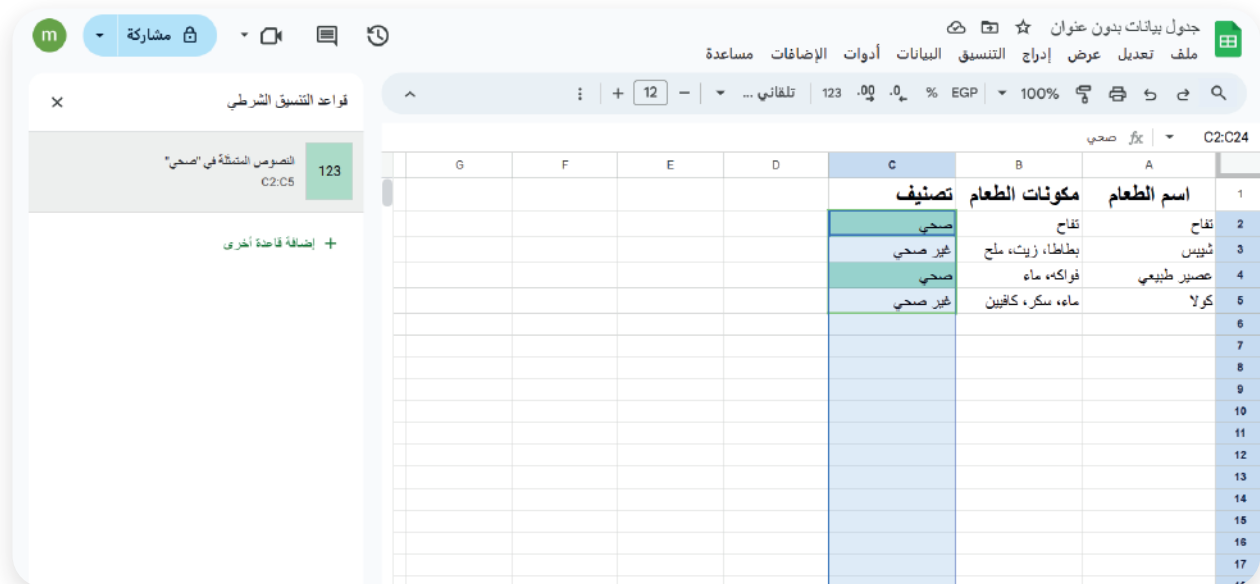 جدول بيانات بدون عنوان
مشاركة
m
ملف تعديل عرض إدراج التنسيق البيانات أدوات الإضافات مساعدة
100% EGP % .0 .00 123 تلقائي ... 12
C2:C24
صحي
قواعد التنسيق الشرطي
123
النصوص المتمثّلة في "صحي"
C2:C5
إضافة قاعدة أخرى
A B C D E F G
1 اسم الطعام مكونات الطعام تصنيف
2 تفاح تفاح صحي
3 شيبس بطاطا، زيت، ملح غير صحي
4 عصير طبيعي فواكه، ماء صحي
5 كولا ماء، سكر، كافيين غير صحي
6
7
8
9
10
11
12
13
14
15
16
17